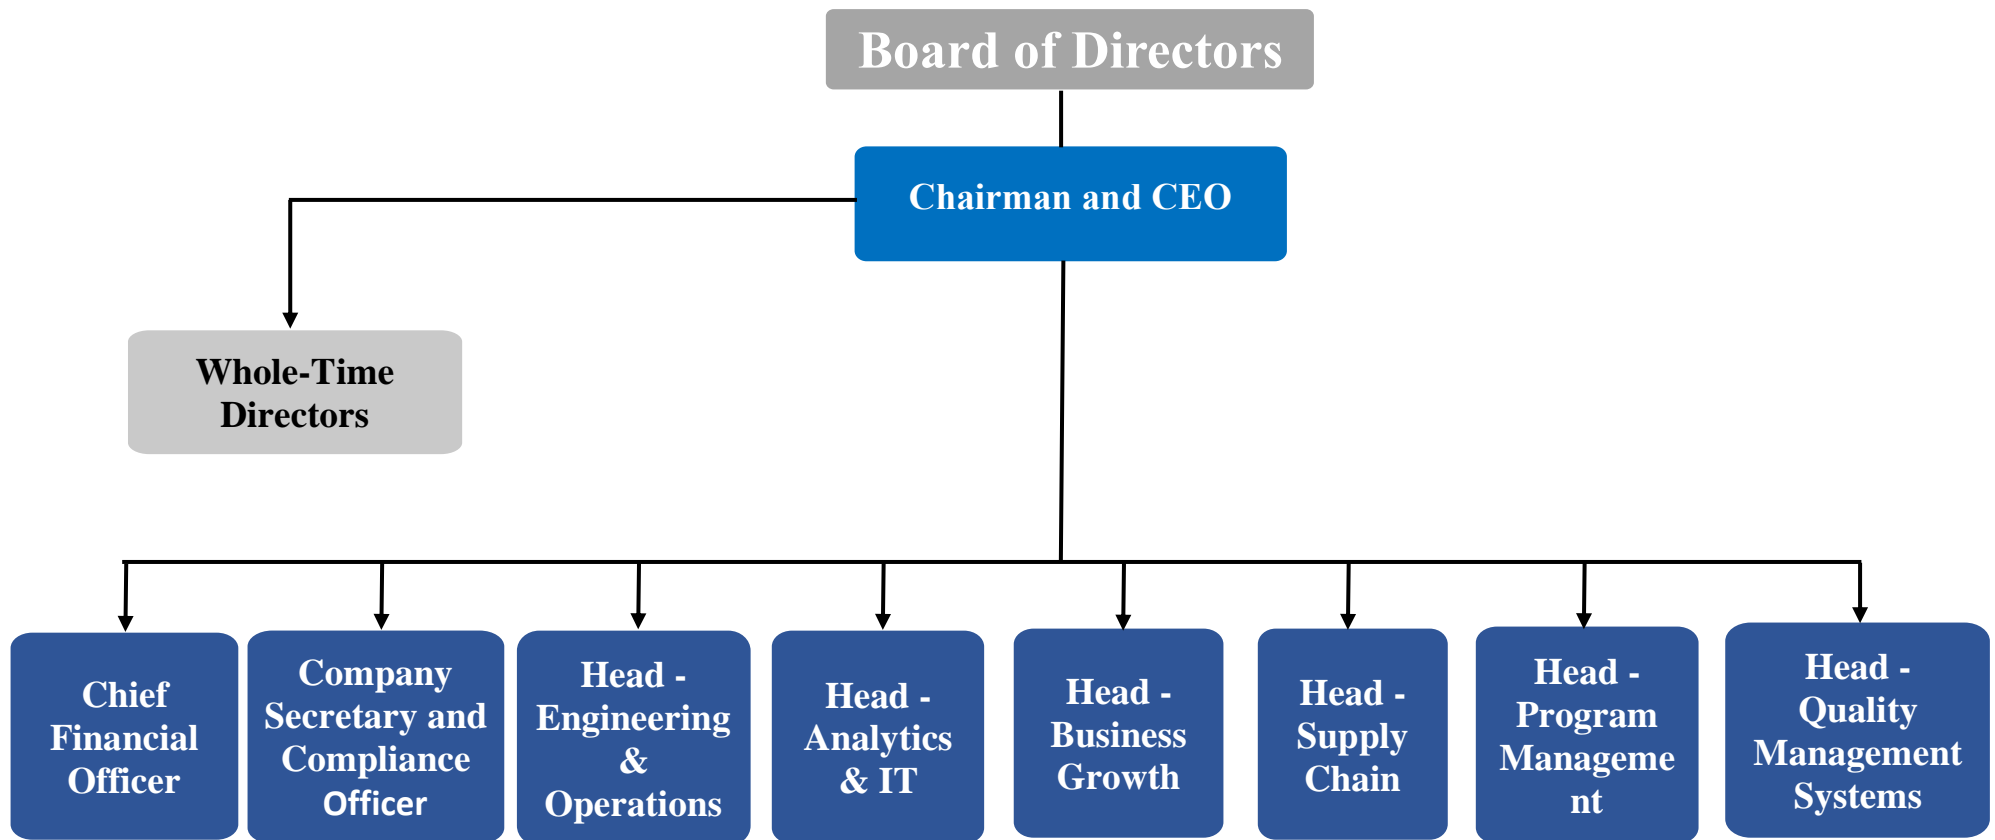 Board of Directors
Chairman and CEO
Whole-Time
Directors
Chief
Financial
Officer
Company
Secretary and
Compliance
Officer
Head -
Engineering
&
Operations
Head -
Analytics
& IT
Head -
Business
Growth
Head -
Supply
Chain
Head -
Program
Manageme
nt
Head -
Quality
Management
Systems